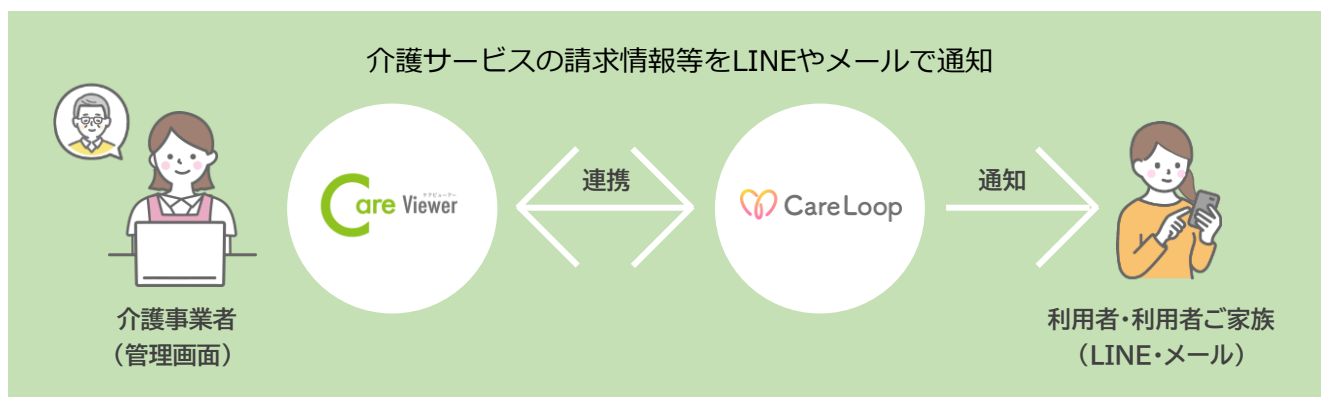 介護サービスの請求情報等をLINEやメールで通知
ケアビューアー
Care Viewer
連携
CareLoop
通知
介護事業者
（管理画面）
利用者・利用者ご家族
（LINE・メール）